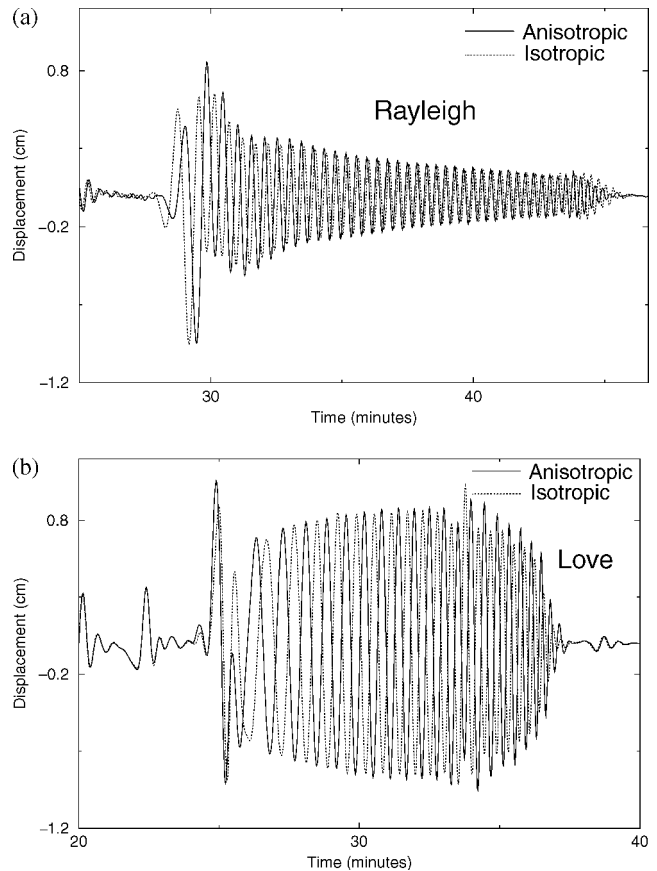 (a)
Anisotropic
Isotropic
Rayleigh
0.8
−0.2
−1.2
Displacement (cm)
30
40
Time (minutes)
(b)
Anisotropic
Isotropic
Love
0.8
−0.2
−1.2
Displacement (cm)
20
30
40
Time (minutes)